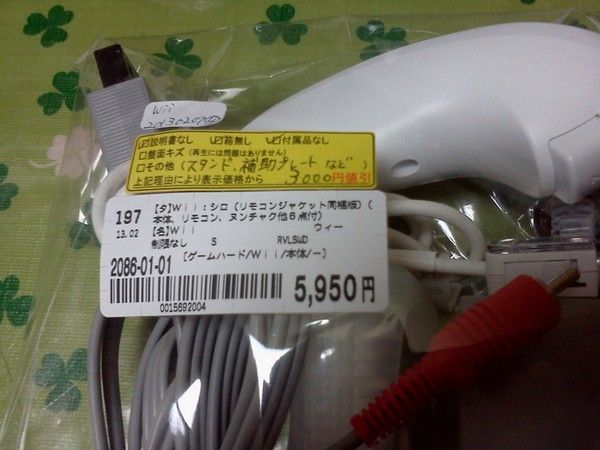 Wii
☑説明書なし ☑箱無し ☑付属品なし
□盤面キズ(再生には問題はありません)
□その他(スタンド、補助プレート など)
上記理由により表示価格から 3000円値引
197
13.02
[タ]Wii:シロ(リモコンジャケット同梱版)(
本体、リモコン、ヌンチャク他6点付)
[名]Wii ウィー
制限なし S RVLSWD
2086-01-01 [ゲームハード/Wii/本体/ー]
5,950円
0015692004